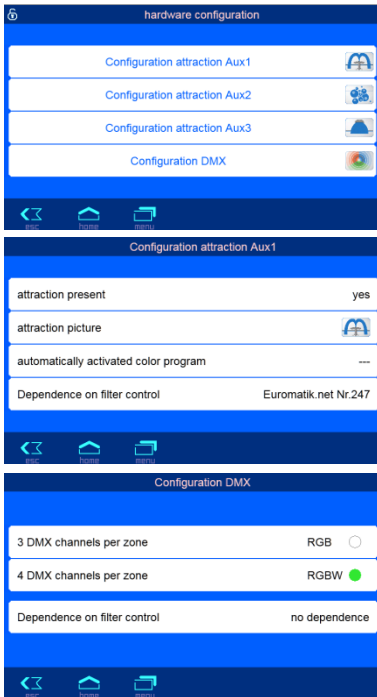 hardware configuration
Configuration attraction Aux1
Configuration attraction Aux2
Configuration attraction Aux3
Configuration DMX
esc home menu
Configuration attraction Aux1
attraction present yes
attraction picture
automatically activated color program ---
Dependence on filter control Euromatik.net Nr.247
esc home menu
Configuration DMX
3 DMX channels per zone RGB
4 DMX channels per zone RGBW
Dependence on filter control no dependence
esc home menu